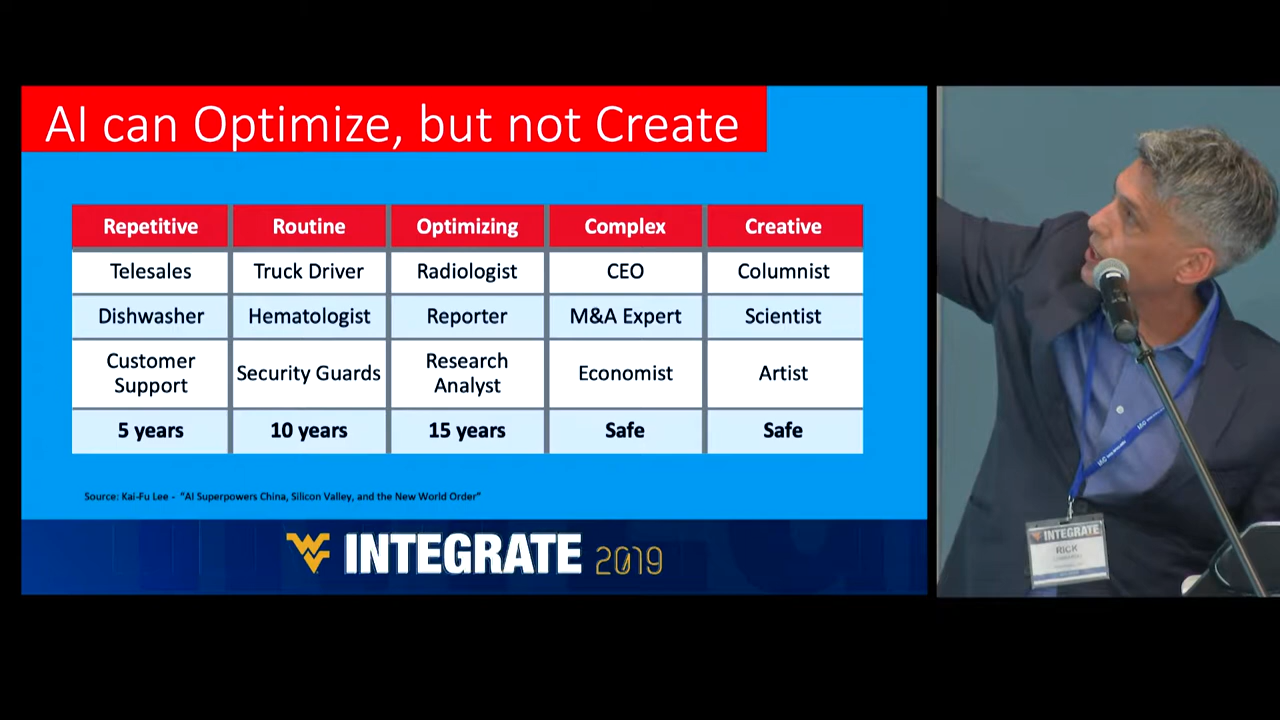 AI can Optimize, but not Create
Repetitive Routine Optimizing Complex Creative
Telesales Truck Driver Radiologist CEO Columnist
Dishwasher Hematologist Reporter M&A Expert Scientist
Customer Support Security Guards Research Analyst Economist Artist
5 years 10 years 15 years Safe Safe
Source: Kai-Fu Lee - "AI Superpowers China, Silicon Valley, and the New World Order"
INTEGRATE 2019
INTEGRATE
RICK